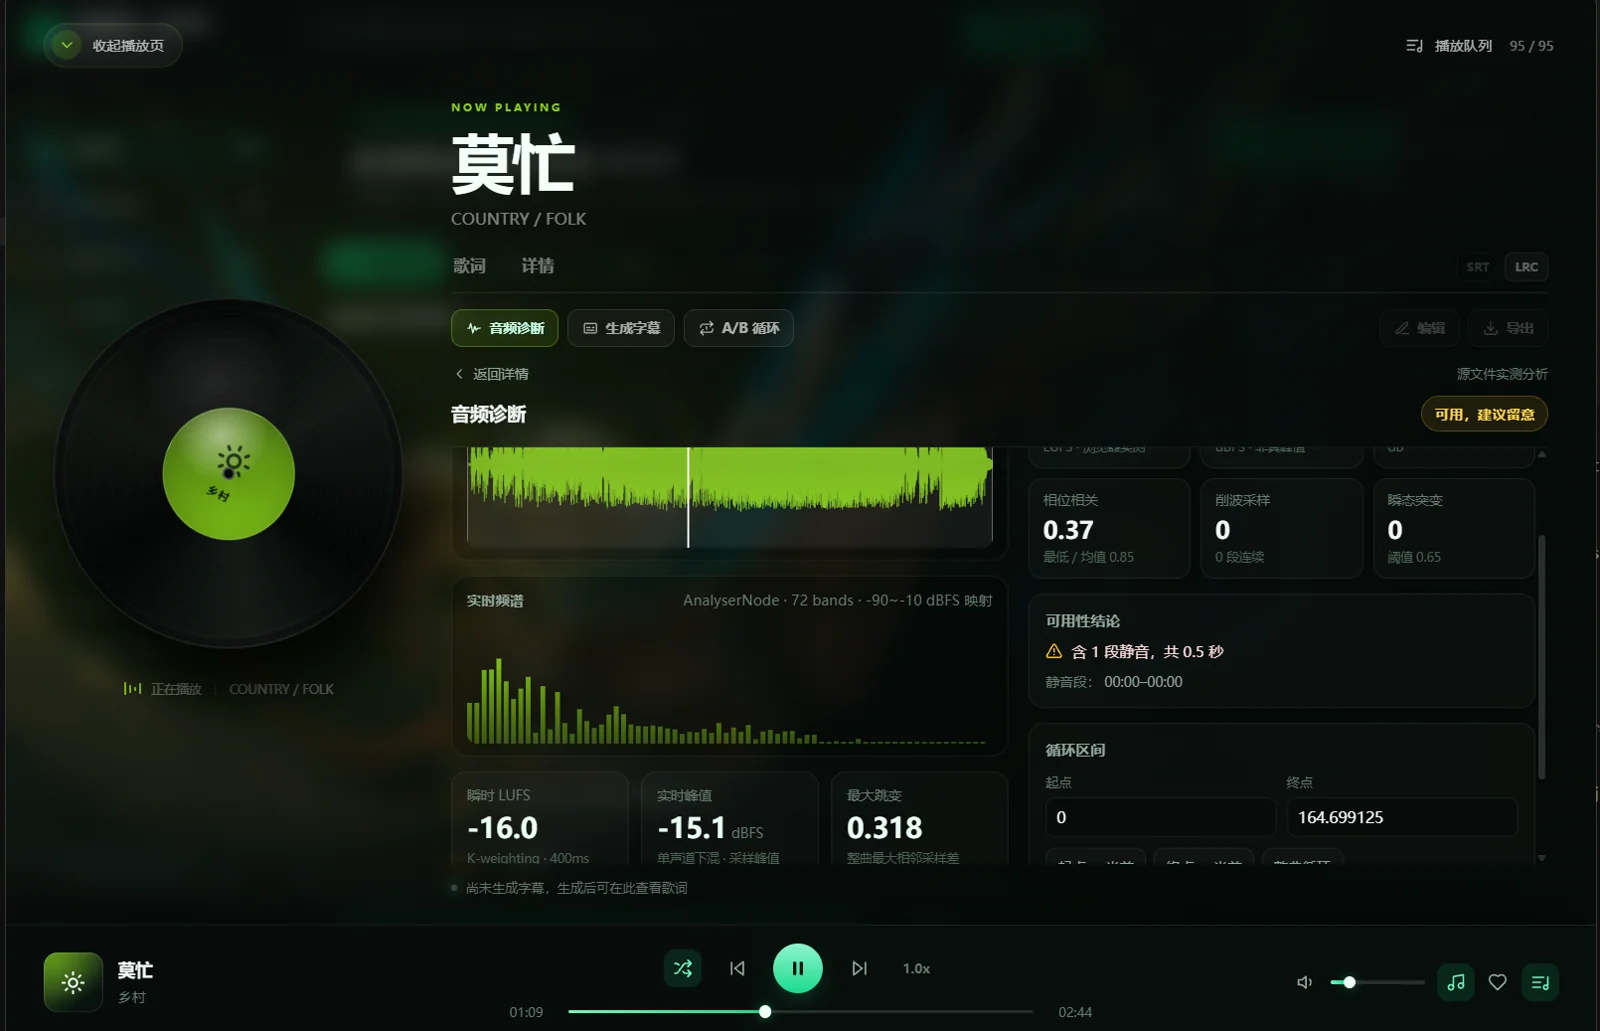 收起播放页
播放队列 95 / 95
NOW PLAYING
莫忙
COUNTRY / FOLK
歌词 详情
SRT LRC
音频诊断 生成字幕 A/B 循环
编辑 导出
返回详情
源文件实测分析
音频诊断
可用，建议留意
乡村
正在播放 COUNTRY / FOLK
实时频谱
AnalyserNode · 72 bands · -90~-10 dBFS 映射
瞬时 LUFS
-16.0
K-weighting · 400ms
实时峰值
-15.1 dBFS
单声道下混 · 采样峰值
最大跳变
0.318
整曲最大相邻采样差
相位相关
0.37
最低 / 均值 0.85
削波采样
0
0 段连续
瞬态突变
0
阈值 0.65
可用性结论
含 1 段静音，共 0.5 秒
静音段： 00:00–00:00
循环区间
起点
0
终点
164.699125
尚未生成字幕，生成后可在此查看歌词
莫忙
乡村
1.0x
01:09
02:44